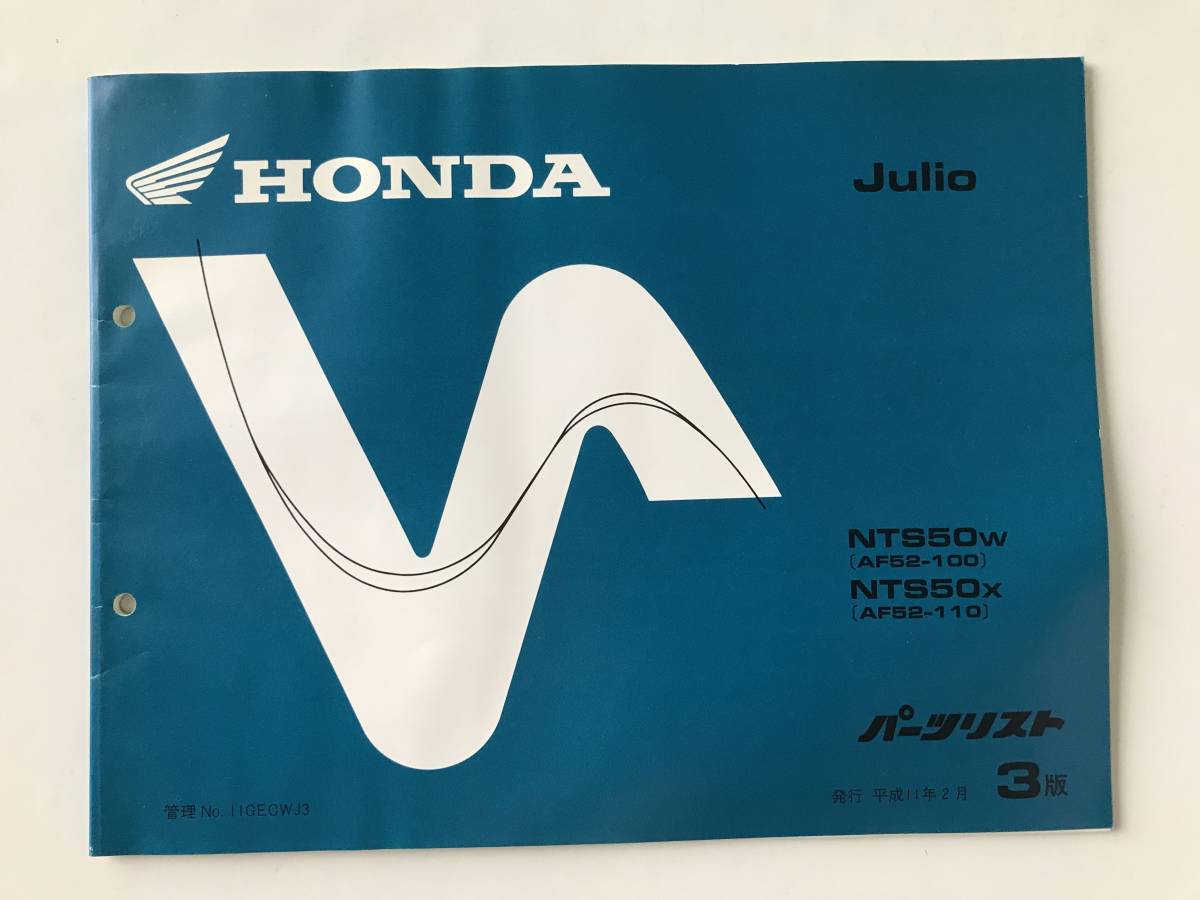 HONDA
Julio
NTS50W
〔AF52-100〕
NTS50X
〔AF52-110〕
パーツリスト
3版
発行 平成11年2月
管理 No. 11GECWJ3